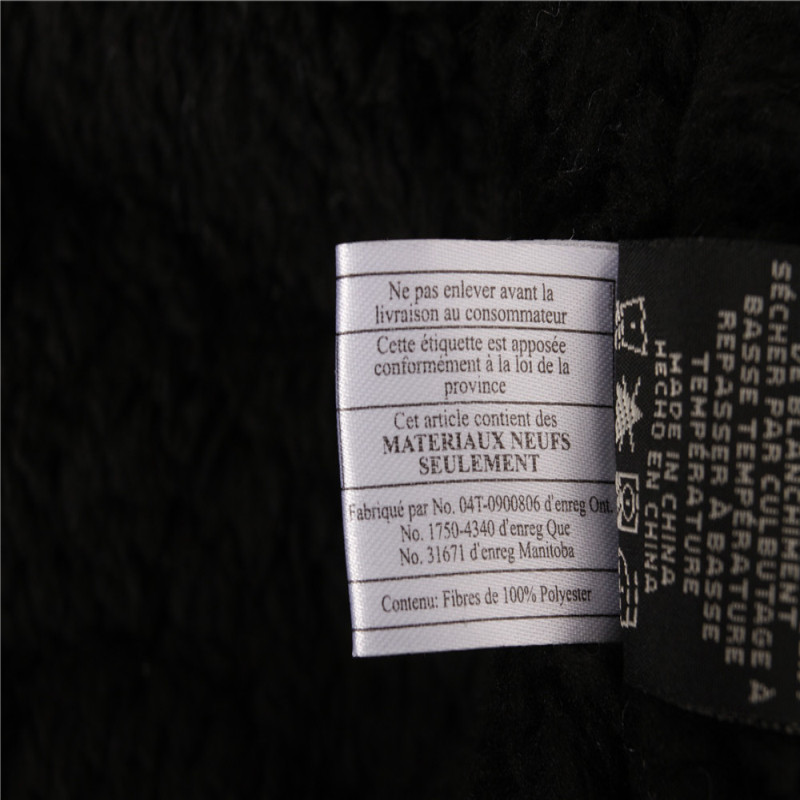 Ne pas enlever avant la
livraison au consommateur
Cette étiquette est apposée
conformément à la loi de la
province
Cet article contient des
MATERIAUX NEUFS
SEULEMENT
Fabriqué par No. 04T-0900806 d'enreg Ont.
No. 1750-4340 d'enreg Que
No. 31671 d'enreg Manitoba
Contenu: Fibres de 100% Polyester
DE BLANCHIMENT
SÉCHER PAR CULBUTAGE À
BASSE TEMPÉRATURE
REPASSER À BASSE
TEMPÉRATURE
MADE IN CHINA
HECHO EN CHINA